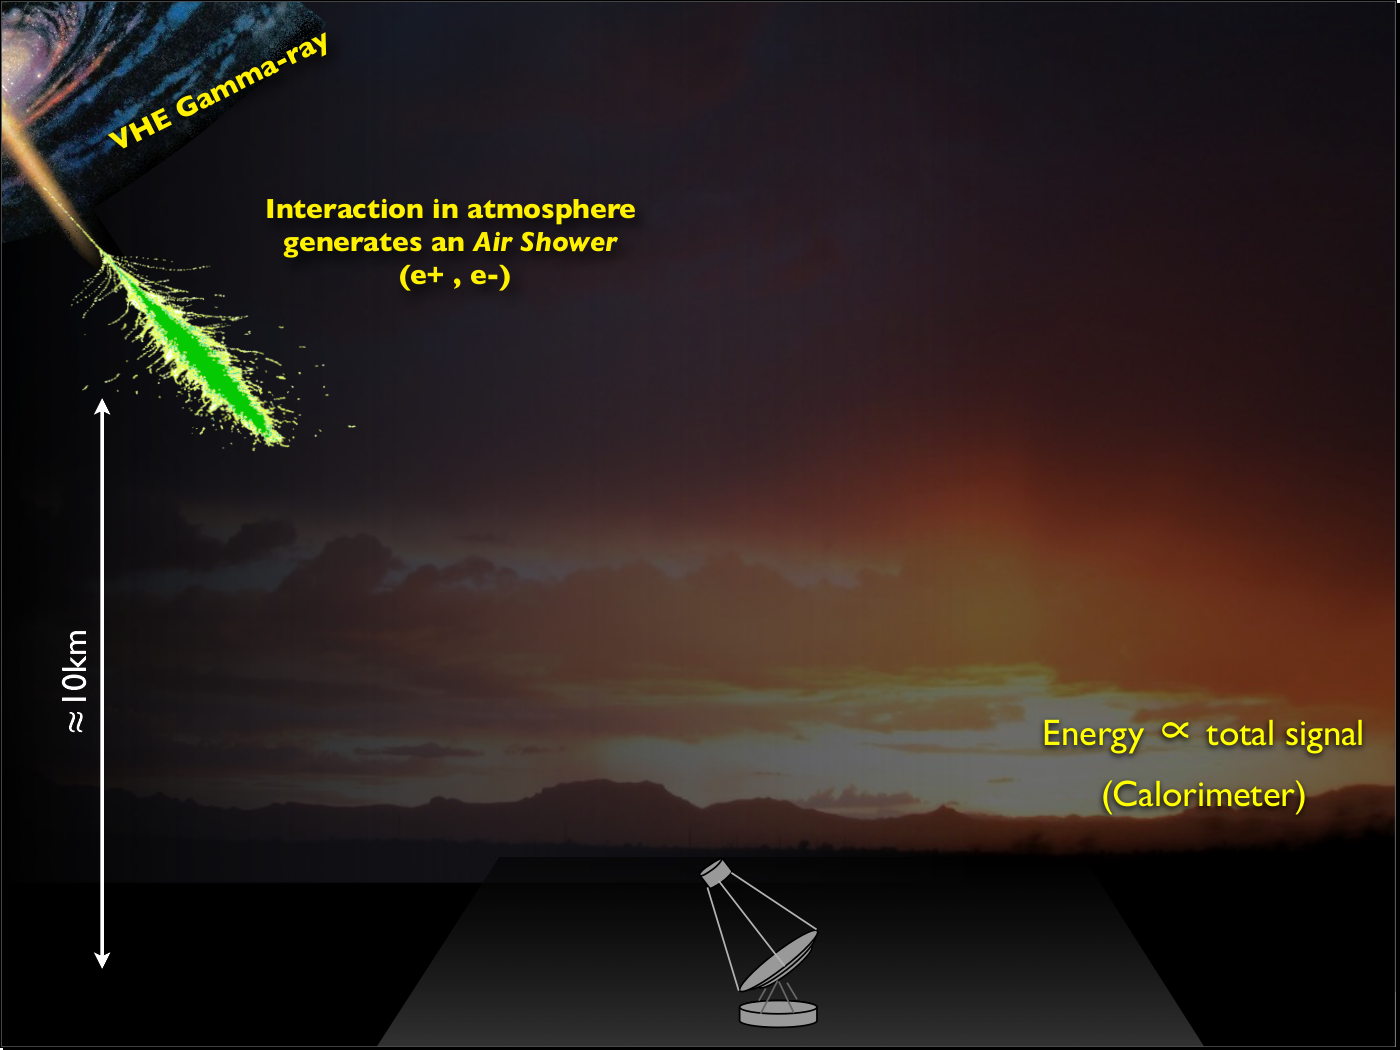 VHE Gamma-ray
Interaction in atmosphere
generates an Air Shower
(e+ , e-)
≈ 10km
Energy ∝ total signal
(Calorimeter)